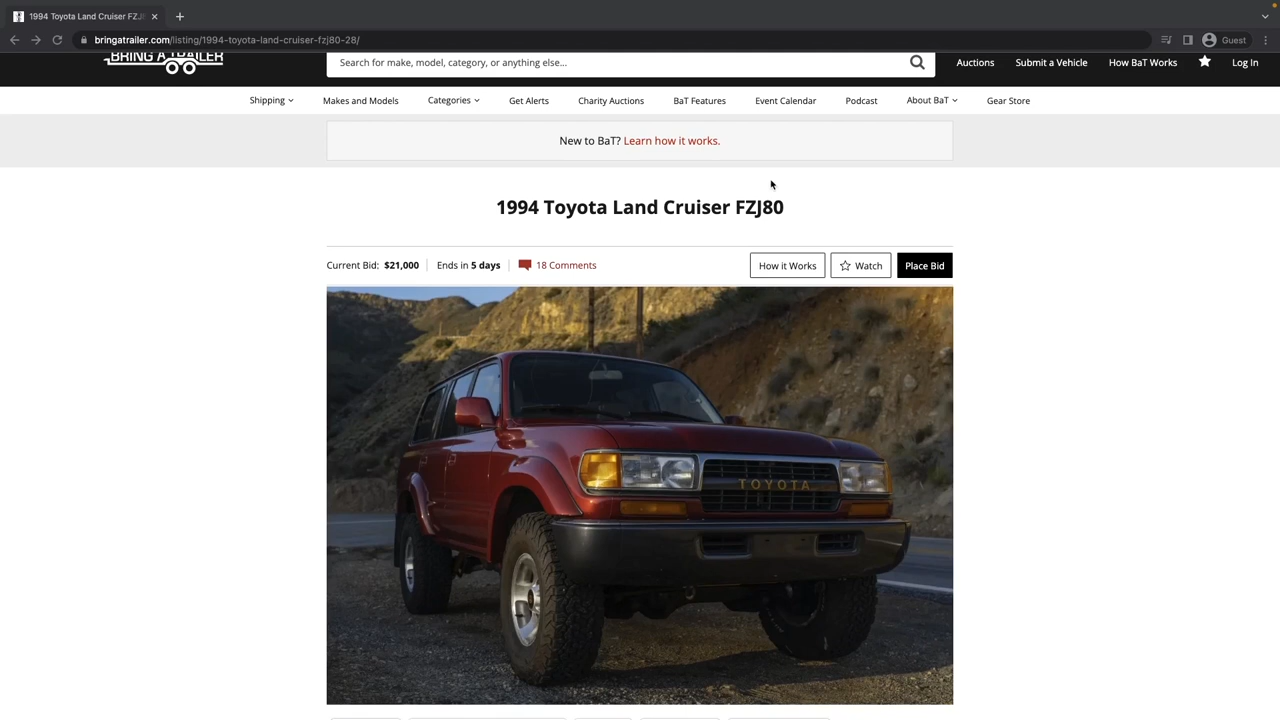 1994 Toyota Land Cruiser FZJ8
bringatrailer.com/listing/1994-toyota-land-cruiser-fzj80-28/
Guest
BRING A TRAILER
Search for make, model, category, or anything else...
Auctions
Submit a Vehicle
How BaT Works
Log In
Shipping
Makes and Models
Categories
Get Alerts
Charity Auctions
BaT Features
Event Calendar
Podcast
About BaT
Gear Store
New to BaT? Learn how it works.
1994 Toyota Land Cruiser FZJ80
Current Bid: $21,000
Ends in 5 days
18 Comments
How it Works
Watch
Place Bid
TOYOTA